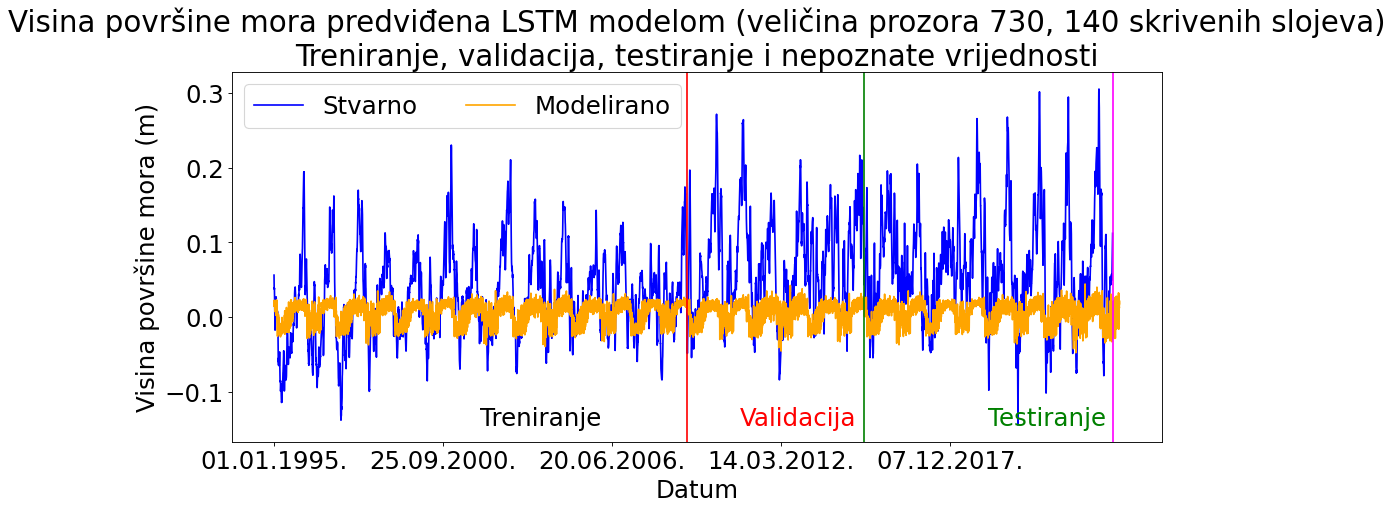 Visina površine mora predviđena LSTM modelom (veličina prozora 730, 140 skrivenih slojeva)
Treniranje, validacija, testiranje i nepoznate vrijednosti
Stvarno Modelirano
Visina površine mora (m)
0.3
0.2
0.1
0.0
−0.1
Treniranje Validacija Testiranje
01.01.1995. 25.09.2000. 20.06.2006. 14.03.2012. 07.12.2017.
Datum